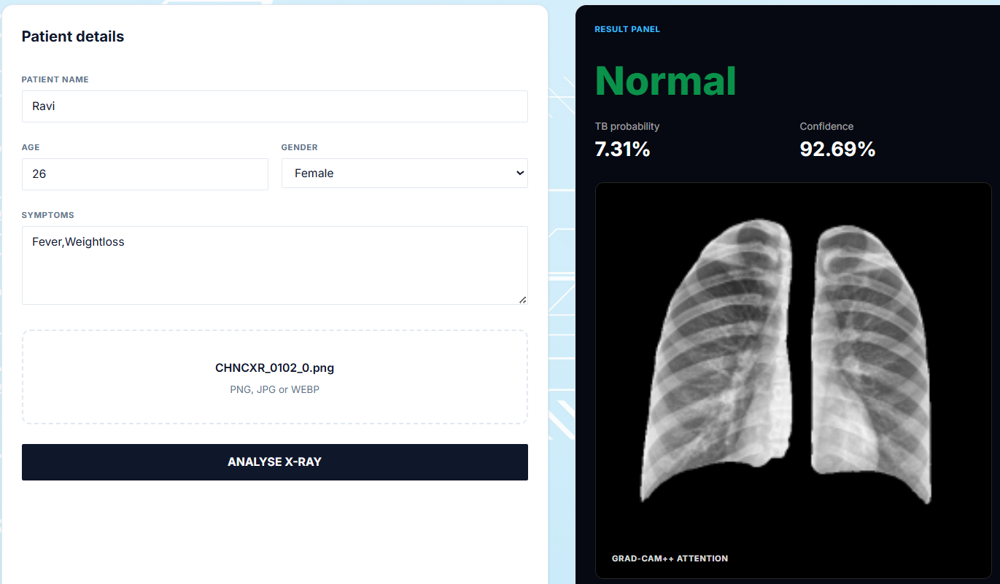 Patient details
PATIENT NAME
Ravi
AGE
GENDER
26
Female
SYMPTOMS
Fever,Weightloss
CHNCXR_0102_0.png
PNG, JPG or WEBP
ANALYSE X-RAY
RESULT PANEL
Normal
TB probability
Confidence
7.31%
92.69%
GRAD-CAM++ ATTENTION